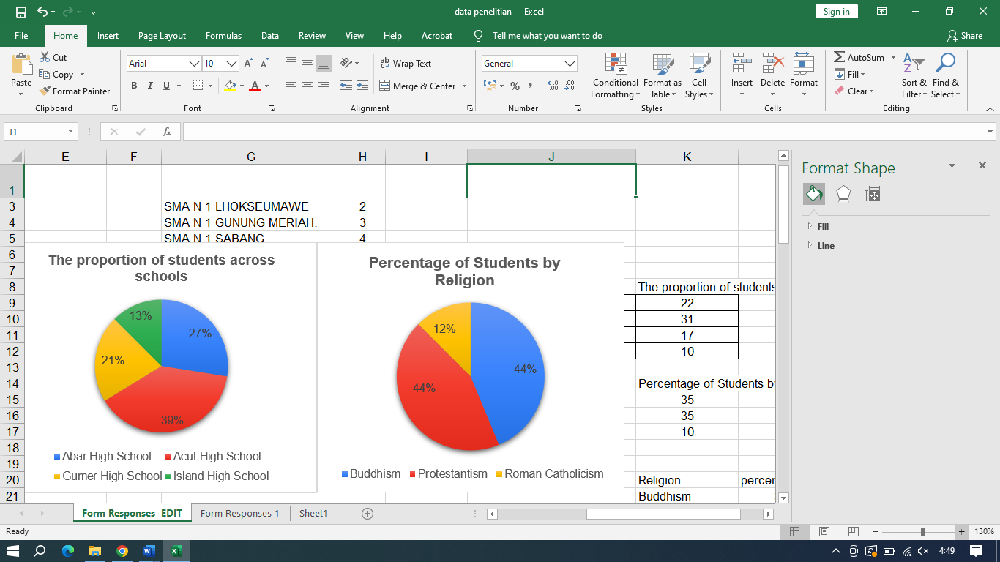 data penelitian - Excel
Sign in
File Home Insert Page Layout Formulas Data Review View Help Acrobat Tell me what you want to do Share
Paste
Cut
Copy
Format Painter
Clipboard
Arial 10
B I U
Font
Wrap Text
Merge & Center
Alignment
General
% ,
Number
Conditional Formatting
Format as Table
Cell Styles
Styles
Insert Delete Format
Cells
AutoSum
Fill
Clear
Sort & Filter
Find & Select
Editing
J1
fx
E F G H I J K
1
3 SMA N 1 LHOKSEUMAWE 2
4 SMA N 1 GUNUNG MERIAH. 3
5 SMA N 1 SABANG 4
6
7
8 The proportion of students
9 22
10 31
11 17
12 10
13
14 Percentage of Students by
15 35
16 35
17 10
18
19
20 Religion percen
21 Buddhism
The proportion of students across
schools
13%
27%
21%
39%
Abar High School Acut High School
Gumer High School Island High School
Percentage of Students by
Religion
12%
44%
44%
Buddhism Protestantism Roman Catholicism
Format Shape
Fill
Line
Form Responses EDIT Form Responses 1 Sheet1
Ready
130%
4:49